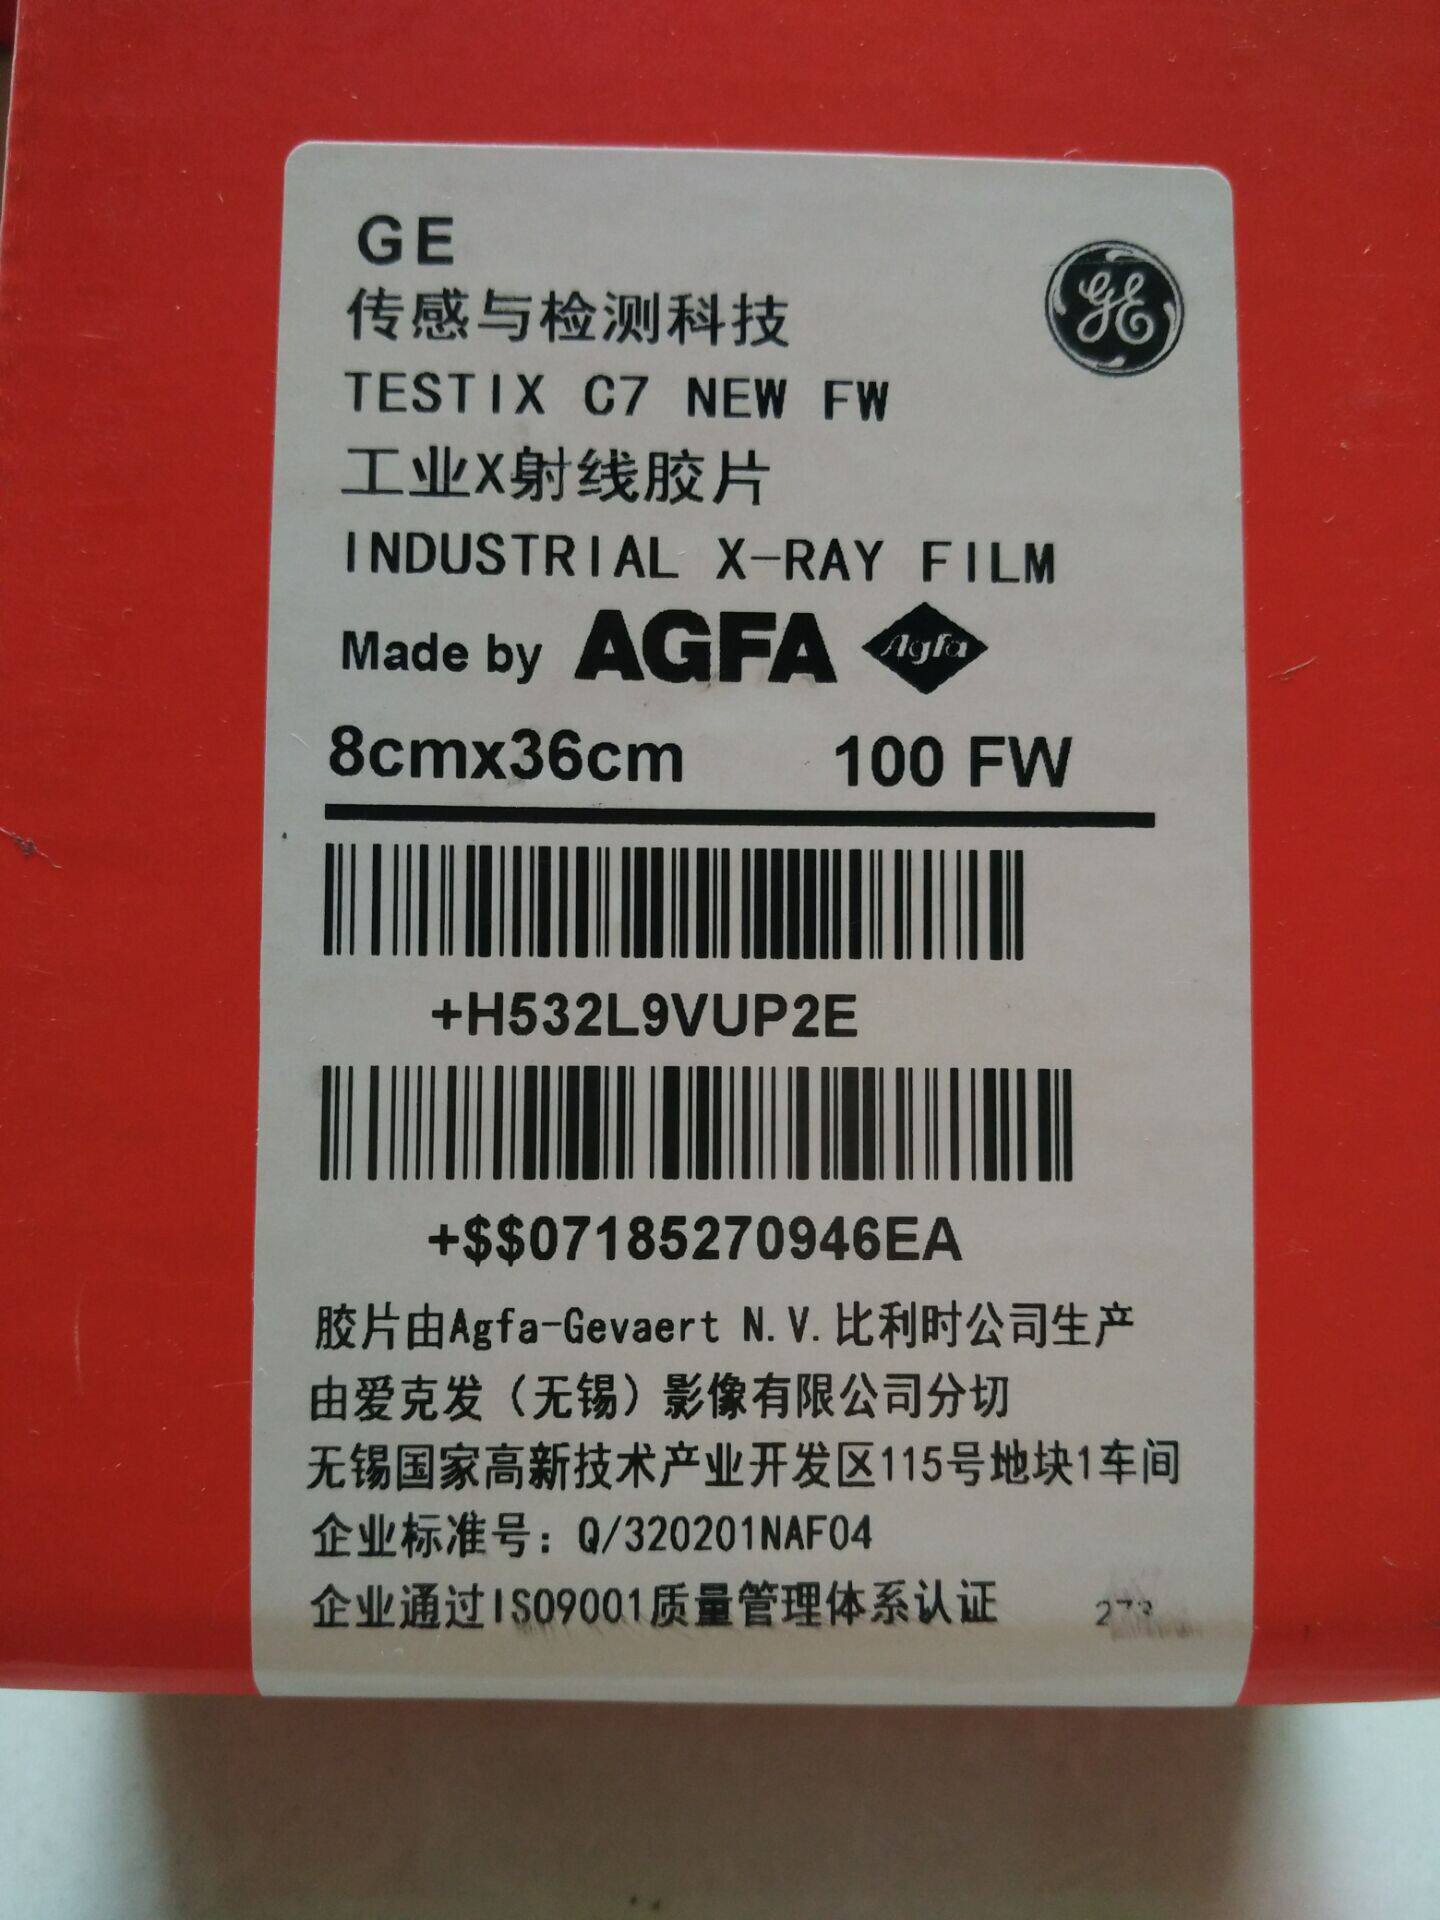 GE
GE
传感与检测科技
TESTIX C7 NEW FW
工业X射线胶片
INDUSTRIAL X-RAY FILM
Made by AGFA Agfa
8cmx36cm 100 FW
+H532L9VUP2E
+$$07185270946EA
胶片由Agfa-Gevaert N.V.比利时公司生产
由爱克发（无锡）影像有限公司分切
无锡国家高新技术产业开发区115号地块1车间
企业标准号：Q/320201NAF04
企业通过ISO9001质量管理体系认证